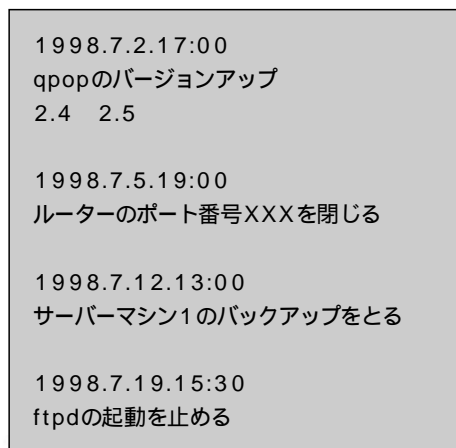 1998.7.2.17:00
qpopのバージョンアップ
2.4　2.5
1998.7.5.19:00
ルーターのポート番号XXXを閉じる
1998.7.12.13:00
サーバーマシン1のバックアップをとる
1998.7.19.15:30
ftpdの起動を止める